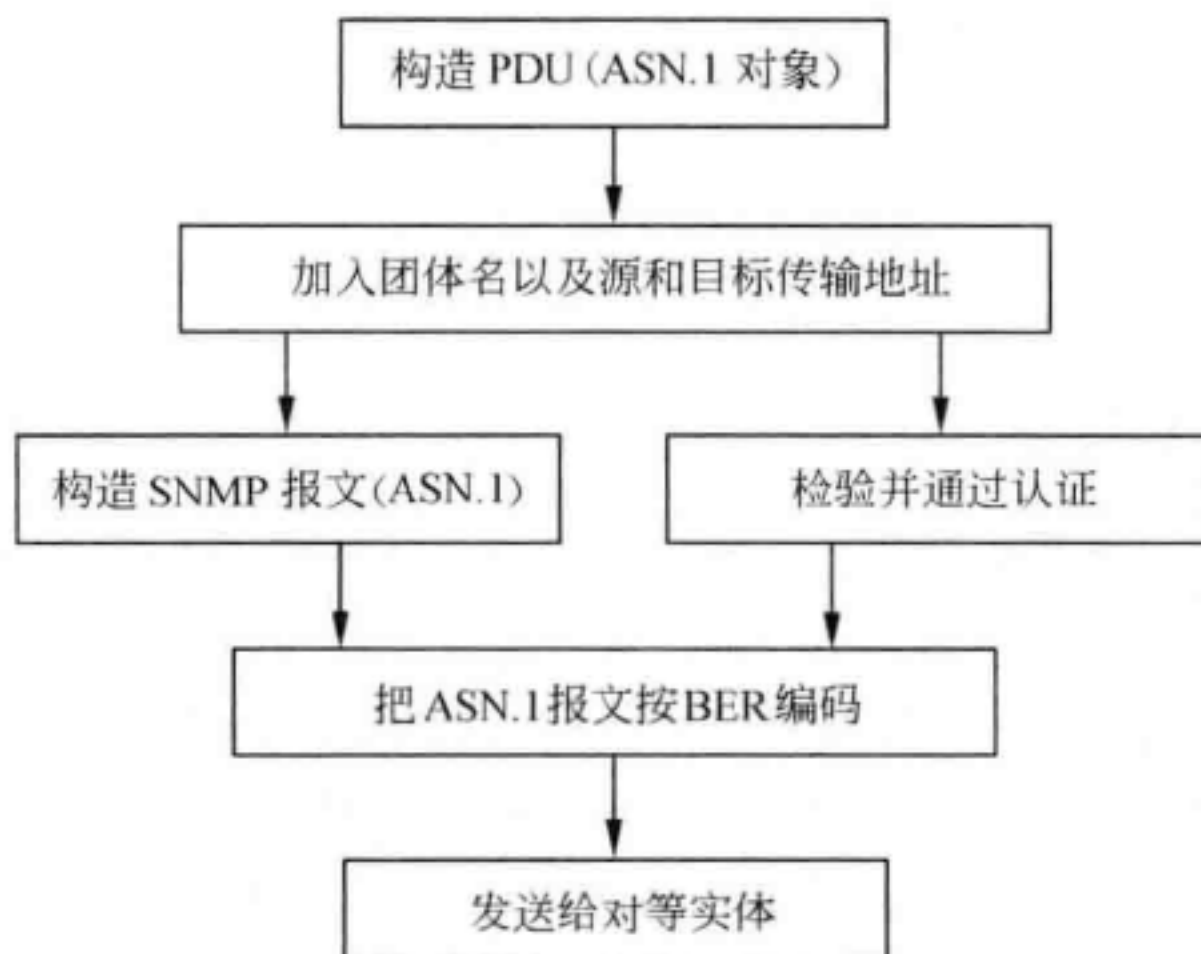 构造 PDU (ASN.1 对象)
加入团体名以及源和目标传输地址
构造 SNMP 报文(ASN.1)
检验并通过认证
把 ASN.1报文按BER编码
发送给对等实体